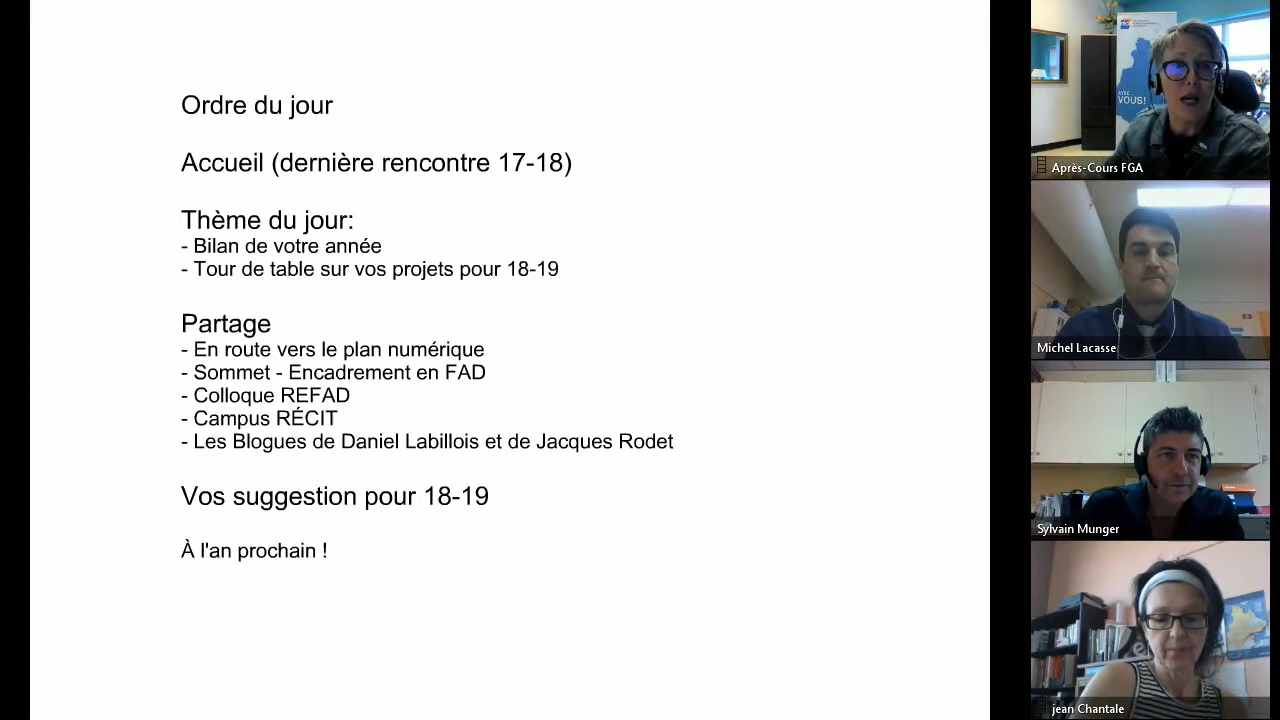 Ordre du jour
Accueil (dernière rencontre 17-18)
Thème du jour:
- Bilan de votre année
- Tour de table sur vos projets pour 18-19
Partage
- En route vers le plan numérique
- Sommet - Encadrement en FAD
- Colloque REFAD
- Campus RÉCIT
- Les Blogues de Daniel Labillois et de Jacques Rodet
Vos suggestion pour 18-19
À l'an prochain !
AVEC
VOUS!
Après-Cours FGA
Michel Lacasse
Sylvain Munger
jean Chantale